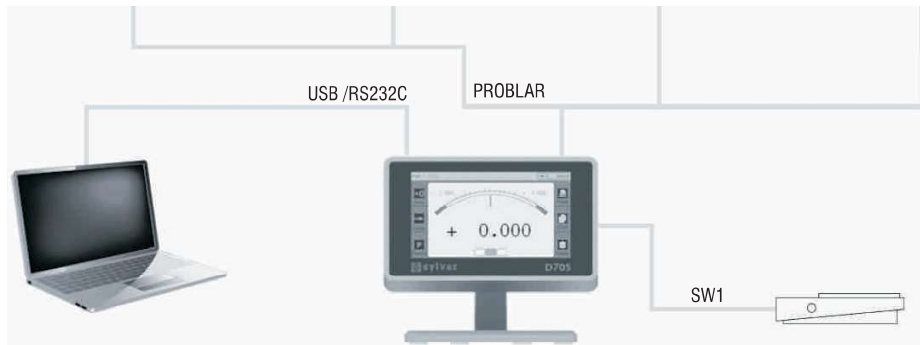 USB /RS232C
PROBLAR
+ 0.000
sylvac
D70S
SW1